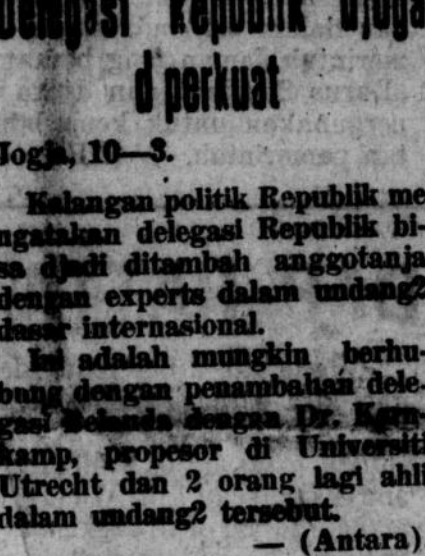 Delegasi Republik djuga
d perkuat
Jogja, 10—3.
Kalangan politik Republik me
ngatakan delegasi Republik bi-
sa djadi ditambah anggotanja
dengan experts dalam undang2
dasar internasional.
Ini adalah mungkin berhu-
bung dengan penambahan dele-
gasi Belanda dengan Dr. Kern-
kamp, propesor di Universiti
Utrecht dan 2 orang lagi ahli
dalam undang2 tersebut.
— (Antara)